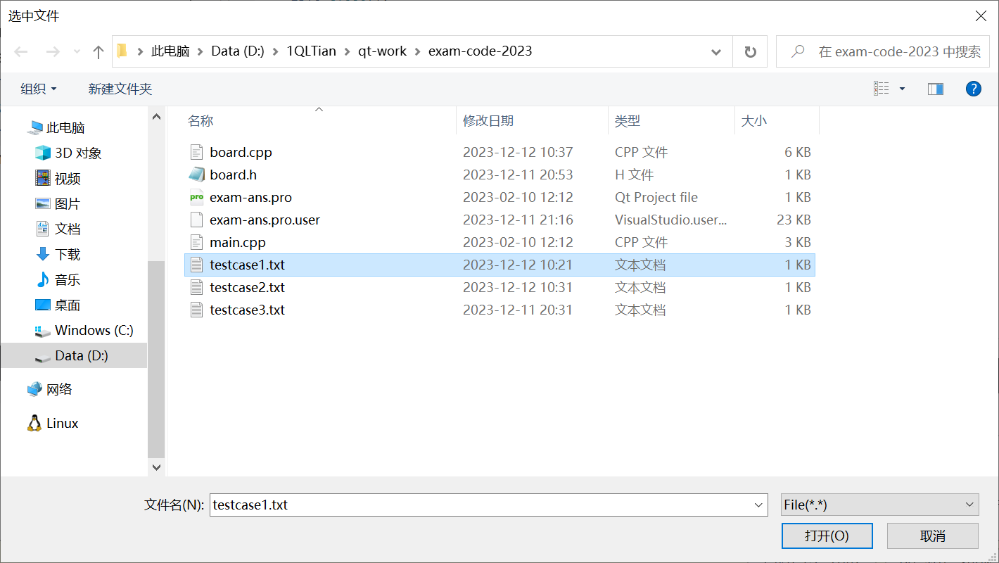 选中文件
此电脑 Data (D:) 1QLTian qt-work exam-code-2023 在 exam-code-2023 中搜索
组织 新建文件夹
名称 修改日期 类型 大小
此电脑
3D 对象
视频
图片
文档
下载
音乐
桌面
Windows (C:)
Data (D:)
网络
Linux
board.cpp 2023-12-12 10:37 CPP 文件 6 KB
board.h 2023-12-11 20:53 H 文件 1 KB
pro exam-ans.pro 2023-02-10 12:12 Qt Project file 1 KB
exam-ans.pro.user 2023-12-11 21:16 VisualStudio.user... 23 KB
main.cpp 2023-02-10 12:12 CPP 文件 3 KB
testcase1.txt 2023-12-12 10:21 文本文档 1 KB
testcase2.txt 2023-12-12 10:31 文本文档 1 KB
testcase3.txt 2023-12-11 20:31 文本文档 1 KB
文件名(N): testcase1.txt File(*.*)
打开(O) 取消